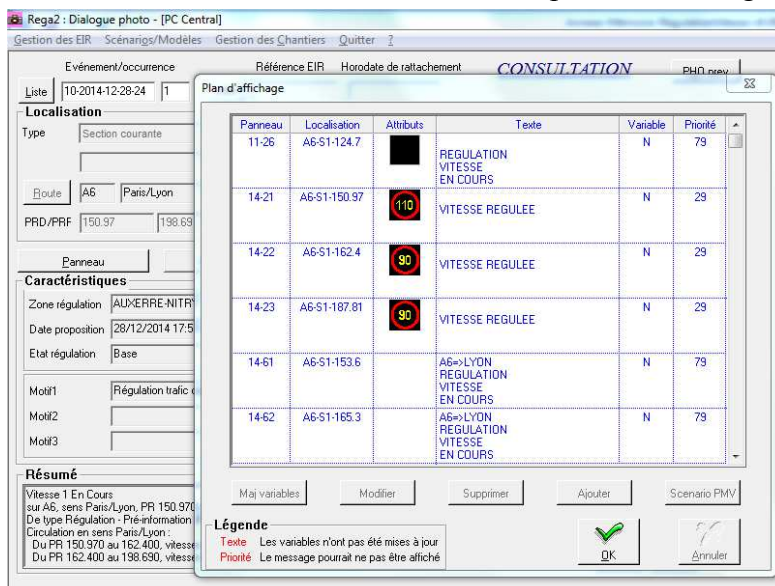 Rega2 : Dialogue photo - [PC Central]
Gestion des EIR Scénarios/Modèles Gestion des Chantiers Quitter ?
Evénement/occurrence Référence EIR Horodate de rattachement CONSULTATION PHO prev
Liste 10-2014-12-28-24 1
Localisation
Type Section courante
Route A6 Paris/Lyon
PRD/PRF 150.97 198.69
Panneau
Caractéristiques
Zone régulation AUXERRE-NITR
Date proposition 28/12/2014 17:5
Etat régulation Base
Motif1 Régulation trafic
Motif2
Motif3
Résumé
Vitesse 1 En Cours
sur A6, sens Paris/Lyon, PR 150.970
De type Régulation - Pré-information
Circulation en sens Paris/Lyon :
Du PR 150.970 au 162.400, vitesse
Du PR 162.400 au 198.690, vitesse
Plan d'affichage
Panneau Localisation Attributs Texte Variable Priorité
11-26 A6-S1-124.7 N 79
REGULATION
VITESSE
EN COURS
14-21 A6-S1-150.97 110 VITESSE REGULEE N 29
14-22 A6-S1-162.4 90 VITESSE REGULEE N 29
14-23 A6-S1-187.81 90 VITESSE REGULEE N 29
14-61 A6-S1-153.6 A6=>LYON N 79
REGULATION
VITESSE
EN COURS
14-62 A6-S1-165.3 A6=>LYON N 79
REGULATION
VITESSE
EN COURS
Maj variables Modifier Supprimer Ajouter Scenario PMV
Légende
Texte Les variables n'ont pas été mises à jour
Priorité Le message pourrait ne pas être affiché
OK Annuler